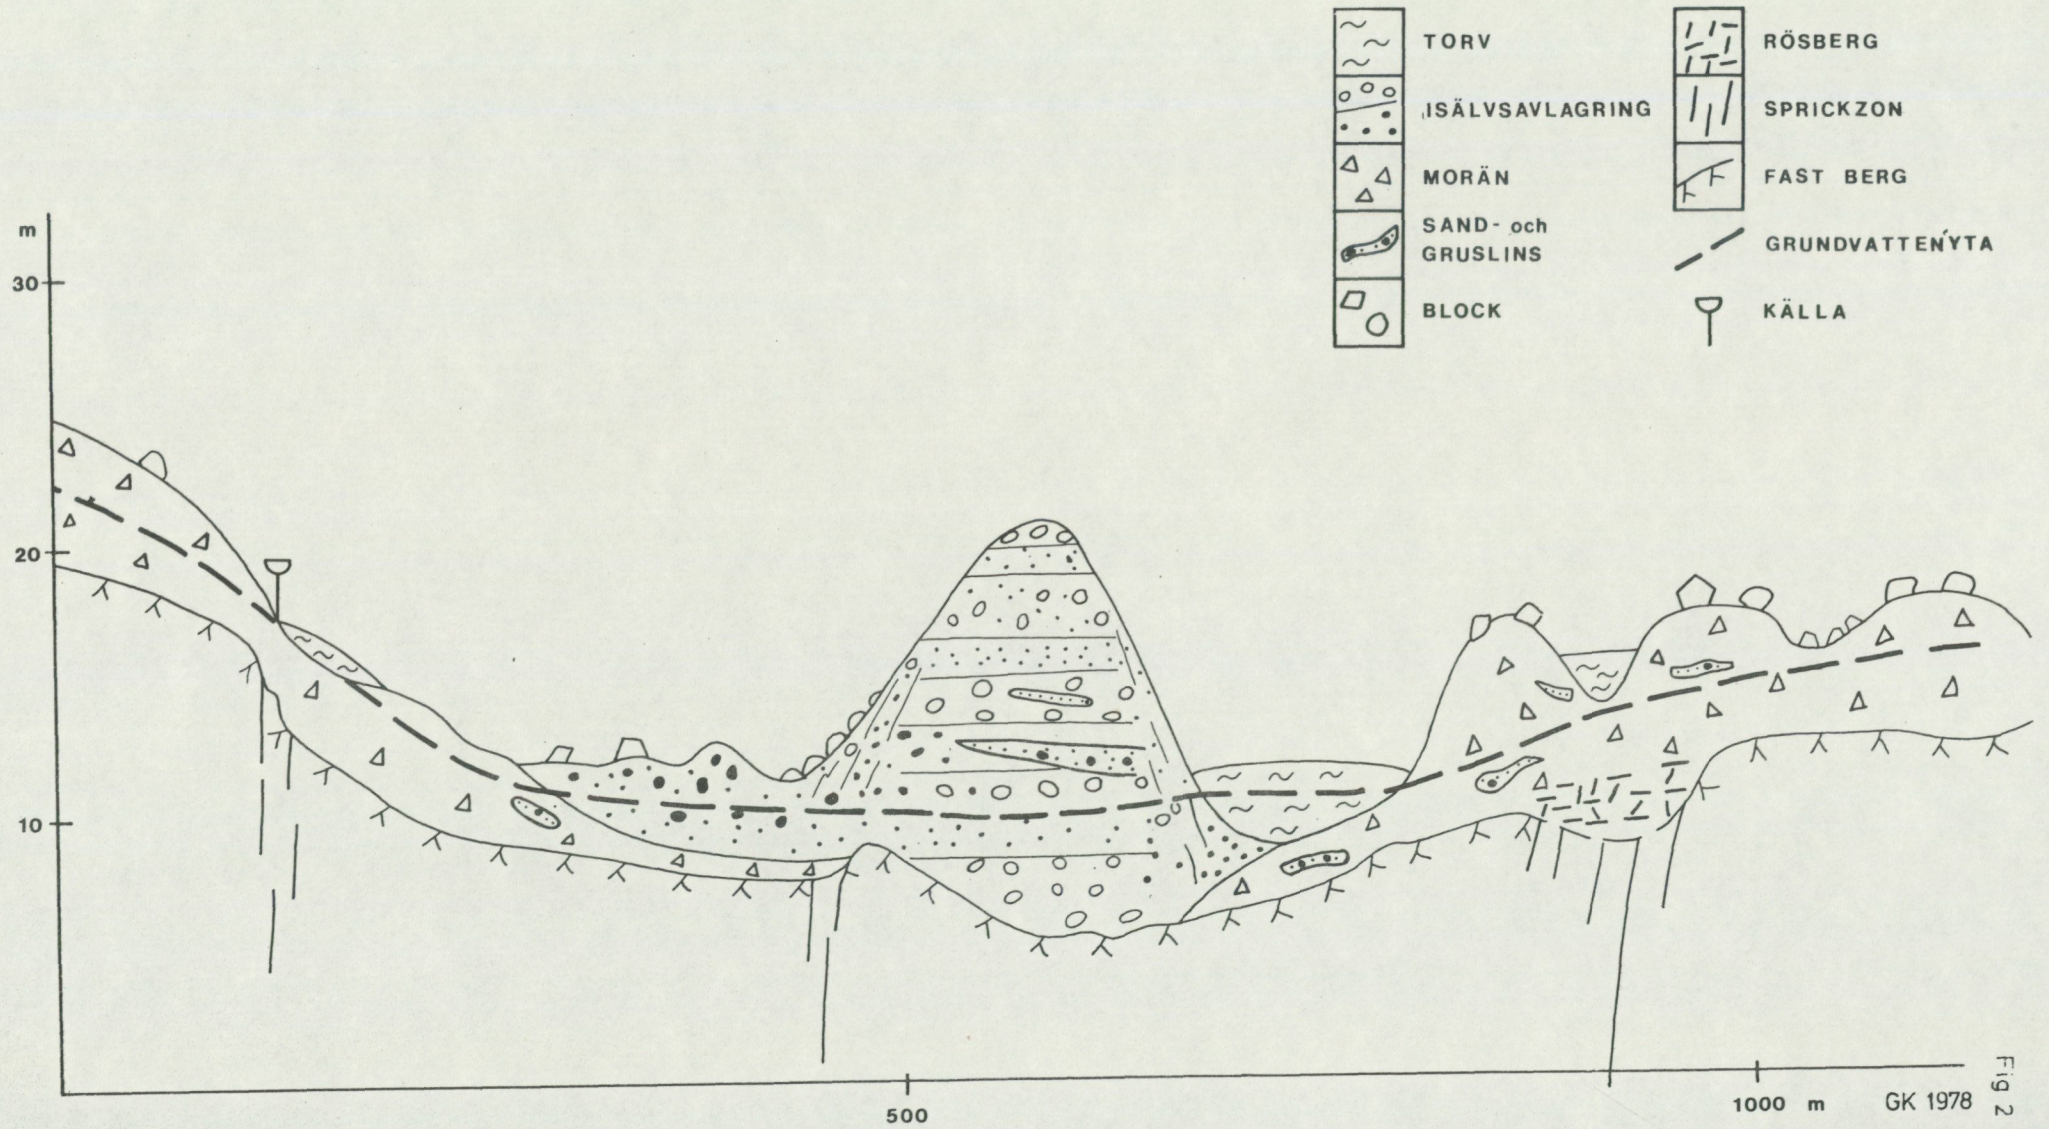 TORV
ISÄLVSAVLAGRING
MORÄN
SAND- och
GRUSLINS
BLOCK
RÖSBERG
SPRICKZON
FAST BERG
GRUNDVATTENYTA
KÄLLA
m
30
20
10
500
1000 m
GK 1978
Fig 2